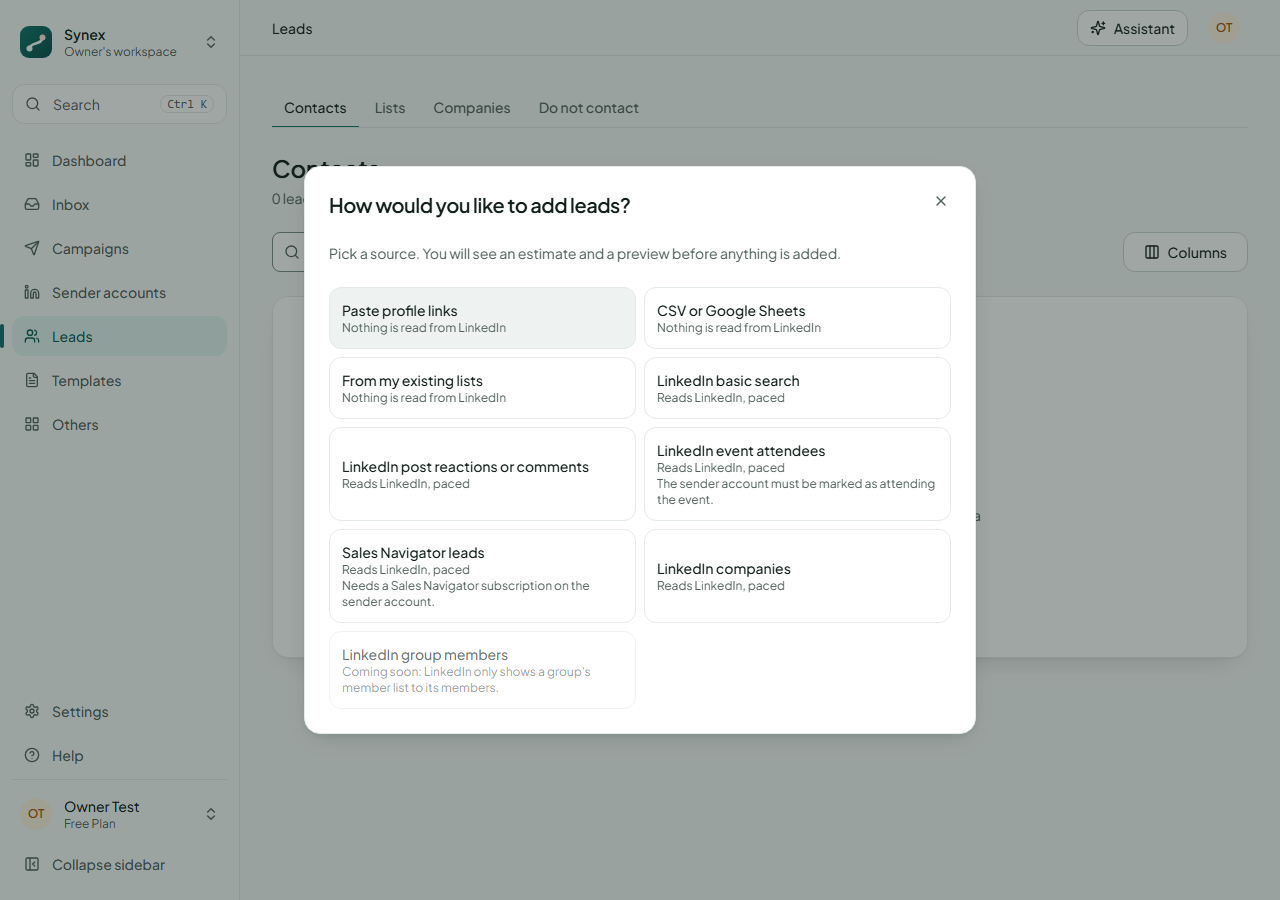 Synex
Owner's workspace
Leads
Assistant
OT
Search
Ctrl K
Contacts
Lists
Companies
Do not contact
Dashboard
Inbox
Campaigns
Sender accounts
Leads
Templates
Others
Contacts
0 lea
Columns
How would you like to add leads?
Pick a source. You will see an estimate and a preview before anything is added.
Paste profile links
Nothing is read from LinkedIn
CSV or Google Sheets
Nothing is read from LinkedIn
From my existing lists
Nothing is read from LinkedIn
LinkedIn basic search
Reads LinkedIn, paced
LinkedIn post reactions or comments
Reads LinkedIn, paced
LinkedIn event attendees
Reads LinkedIn, paced
The sender account must be marked as attending
the event.
Sales Navigator leads
Reads LinkedIn, paced
Needs a Sales Navigator subscription on the
sender account.
LinkedIn companies
Reads LinkedIn, paced
LinkedIn group members
Coming soon: LinkedIn only shows a group's
member list to its members.
Settings
Help
OT
Owner Test
Free Plan
Collapse sidebar